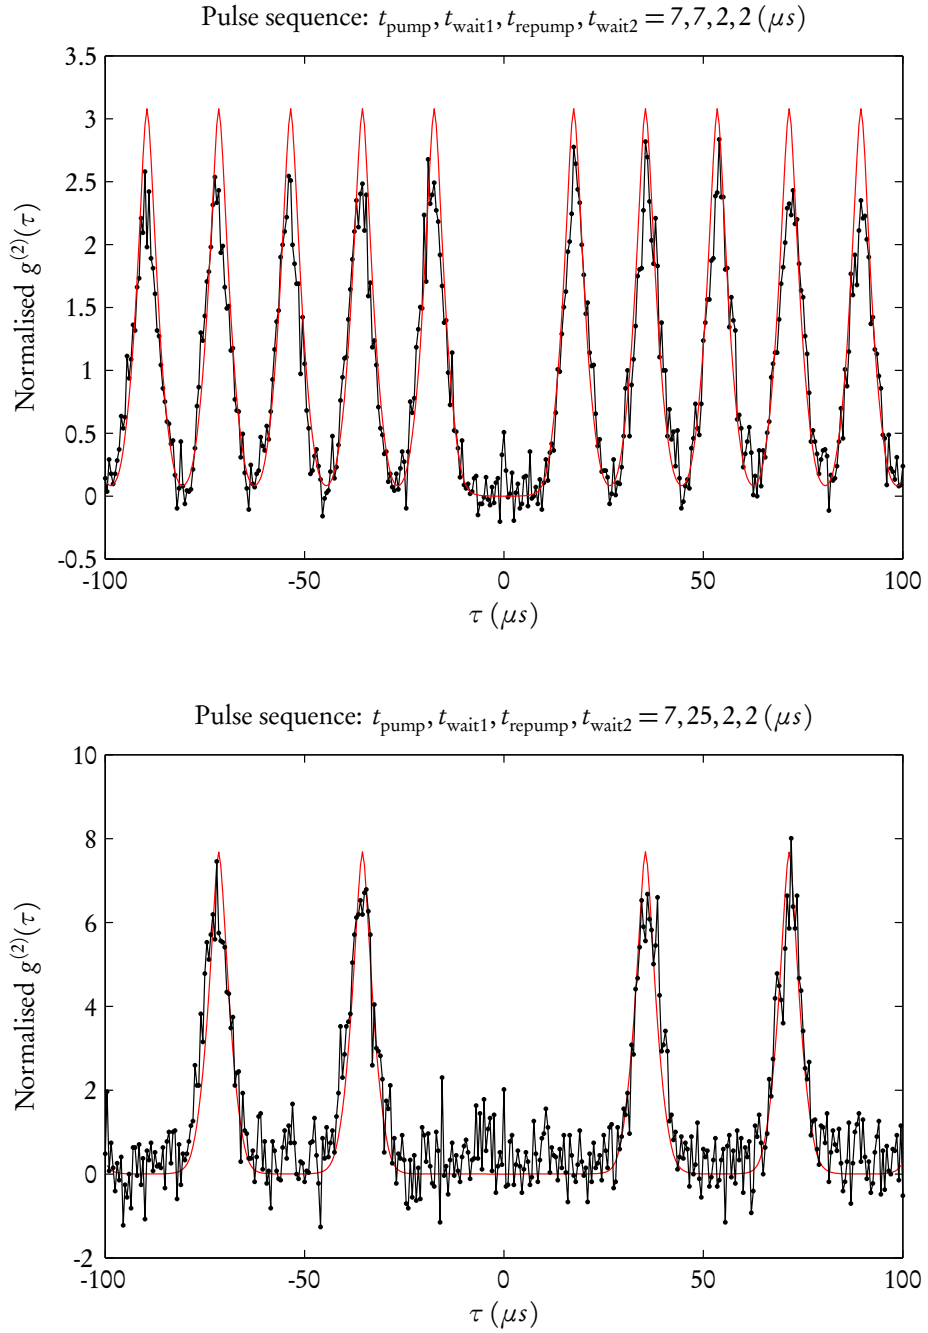 Pulse sequence: t_pump, t_wait1, t_repump, t_wait2 = 7,7,2,2 (μs)
3.5
3
2.5
2
1.5
1
0.5
0
-0.5
Normalised g^(2)(τ)
-100 -50 0 50 100
τ (μs)
Pulse sequence: t_pump, t_wait1, t_repump, t_wait2 = 7,25,2,2 (μs)
10
8
6
4
2
0
-2
Normalised g^(2)(τ)
-100 -50 0 50 100
τ (μs)